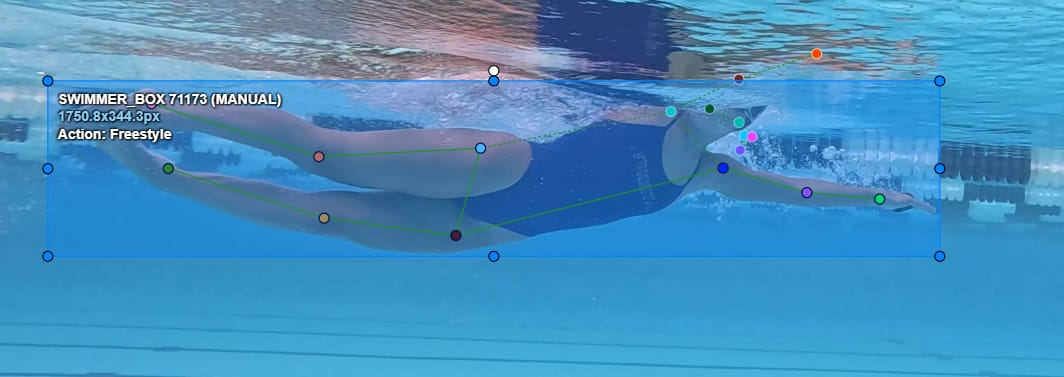 SWIMMER_BOX 71173 (MANUAL)
1750.8x344.3px
Action: Freestyle